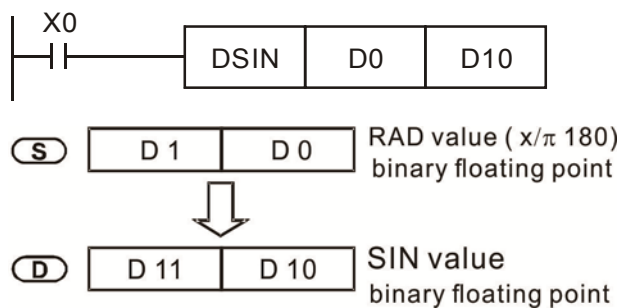 X0
DSIN D0 D10
S D 1 D 0 RAD value ( x/π 180)
binary floating point
D D 11 D 10 SIN value
binary floating point